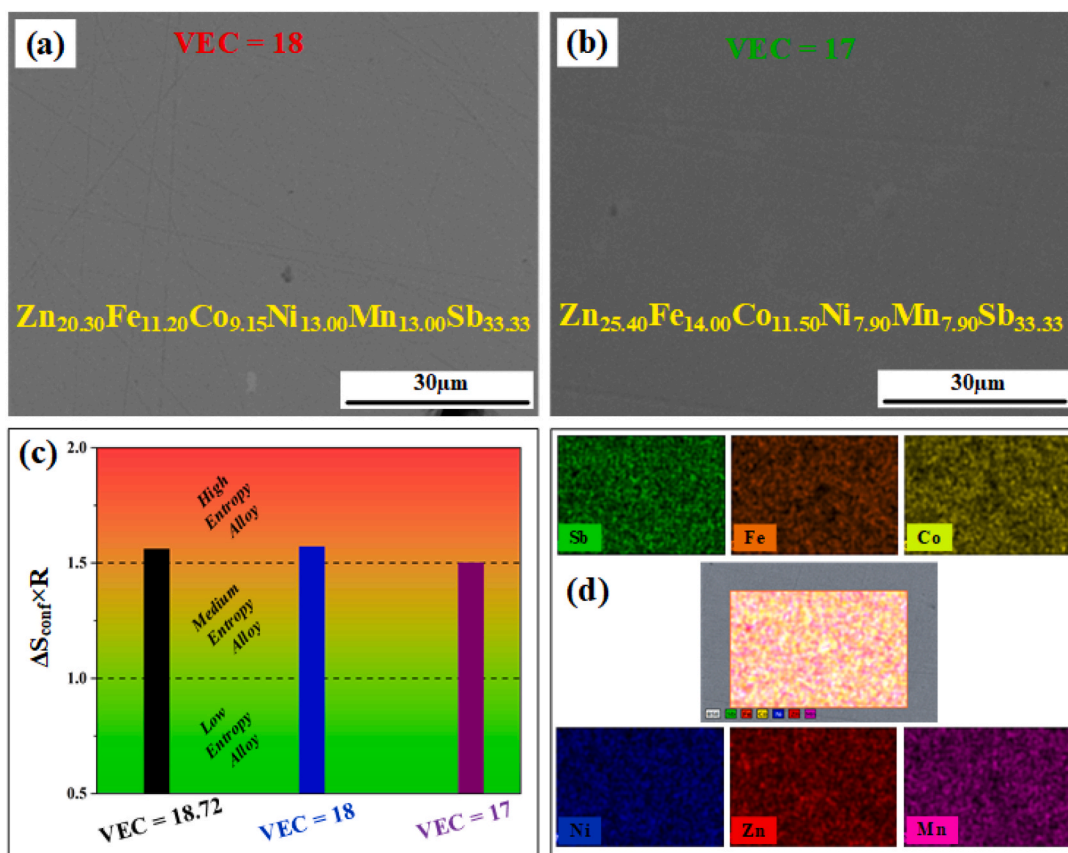 (a)
VEC = 18
Zn20.30Fe11.20Co9.15Ni13.00Mn13.00Sb33.33
30μm
(b)
VEC = 17
Zn25.40Fe14.00Co11.50Ni7.90Mn7.90Sb33.33
30μm
(c)
ΔSconf×R
2.0
1.5
1.0
0.5
High
Entropy
Alloy
Medium
Entropy
Alloy
Low
Entropy
Alloy
VEC = 18.72
VEC = 18
VEC = 17
Sb
Fe
Co
(d)
Ni
Zn
Mn